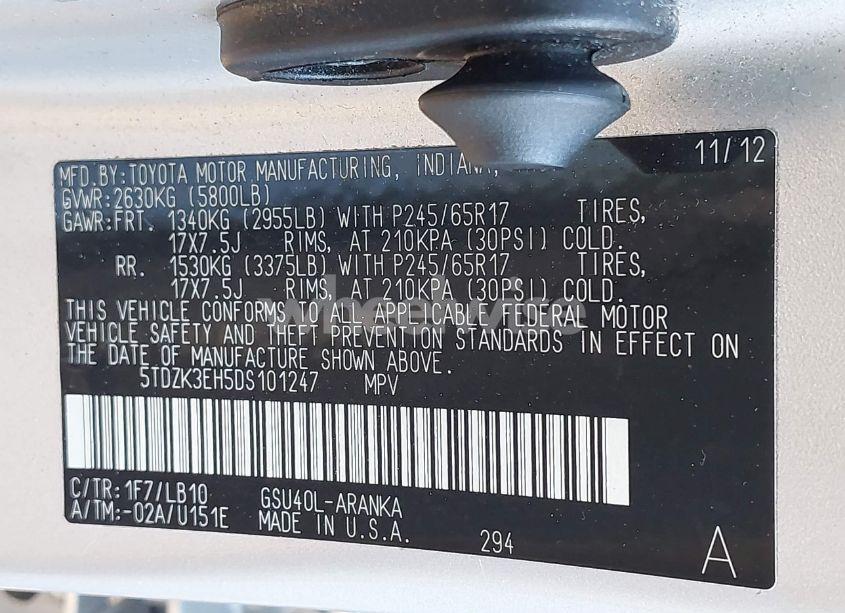 MFD.BY:TOYOTA MOTOR MANUFACTURING, INDIANA, 11/12
GVWR:2630KG (5800LB)
GAWR:FRT. 1340KG (2955LB) WITH P245/65R17 TIRES,
17X7.5J RIMS, AT 210KPA (30PSI) COLD.
RR. 1530KG (3375LB) WITH P245/65R17 TIRES,
17X7.5J RIMS, AT 210KPA (30PSI) COLD.
THIS VEHICLE CONFORMS TO ALL APPLICABLE FEDERAL MOTOR
VEHICLE SAFETY AND THEFT PREVENTION STANDARDS IN EFFECT ON
THE DATE OF MANUFACTURE SHOWN ABOVE.
5TDZK3EH5DS101247 MPV
C/TR:1F7/LB10 GSU40L-ARANKA
A/TM:-02A/U151E MADE IN U.S.A. 294 A
wheelwise